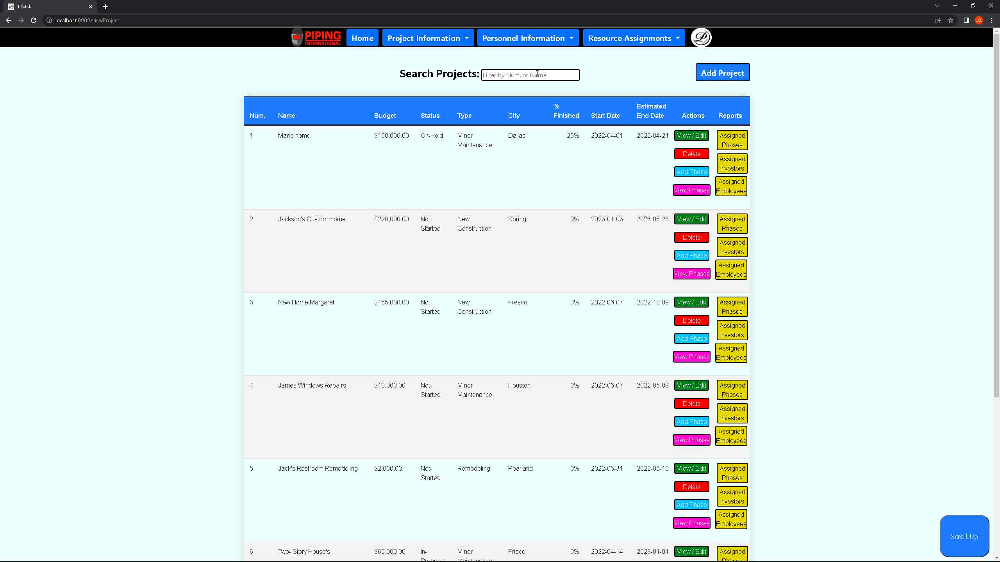 T.A.P.I.
localhost:8080/viewProject
JZ
PIPING
INTERNATIONAL
Home
Project Information
Personnel Information
Resource Assignments
Search Projects:
Filter by Num. or Name
Add Project
Num. Name Budget Status Type City % Finished Start Date Estimated End Date Actions Reports
1 Mario home $160,000.00 On-Hold Minor Maintenance Dallas 25% 2022-04-01 2022-04-21
View / Edit
Delete
Add Phase
View Phases
Assigned Phases
Assigned Investors
Assigned Employees
2 Jackson's Custom Home $220,000.00 Not-Started New Construction Spring 0% 2023-01-03 2023-06-28
View / Edit
Delete
Add Phase
View Phases
Assigned Phases
Assigned Investors
Assigned Employees
3 New Home Margaret $165,000.00 Not-Started New Construction Fresco 0% 2022-06-07 2022-10-09
View / Edit
Delete
Add Phase
View Phases
Assigned Phases
Assigned Investors
Assigned Employees
4 James Windows Repairs $10,000.00 Not-Started Minor Maintenance Houston 0% 2022-06-07 2022-05-09
View / Edit
Delete
Add Phase
View Phases
Assigned Phases
Assigned Investors
Assigned Employees
5 Jack's Restroom Remodeling $2,000.00 Not-Started Remodeling Pearland 0% 2022-05-31 2022-06-10
View / Edit
Delete
Add Phase
View Phases
Assigned Phases
Assigned Investors
Assigned Employees
6 Two- Story House's $65,000.00 In-Progress Minor Maintenance Frisco 0% 2022-04-14 2023-01-01
View / Edit
Assigned Phases
Scroll Up